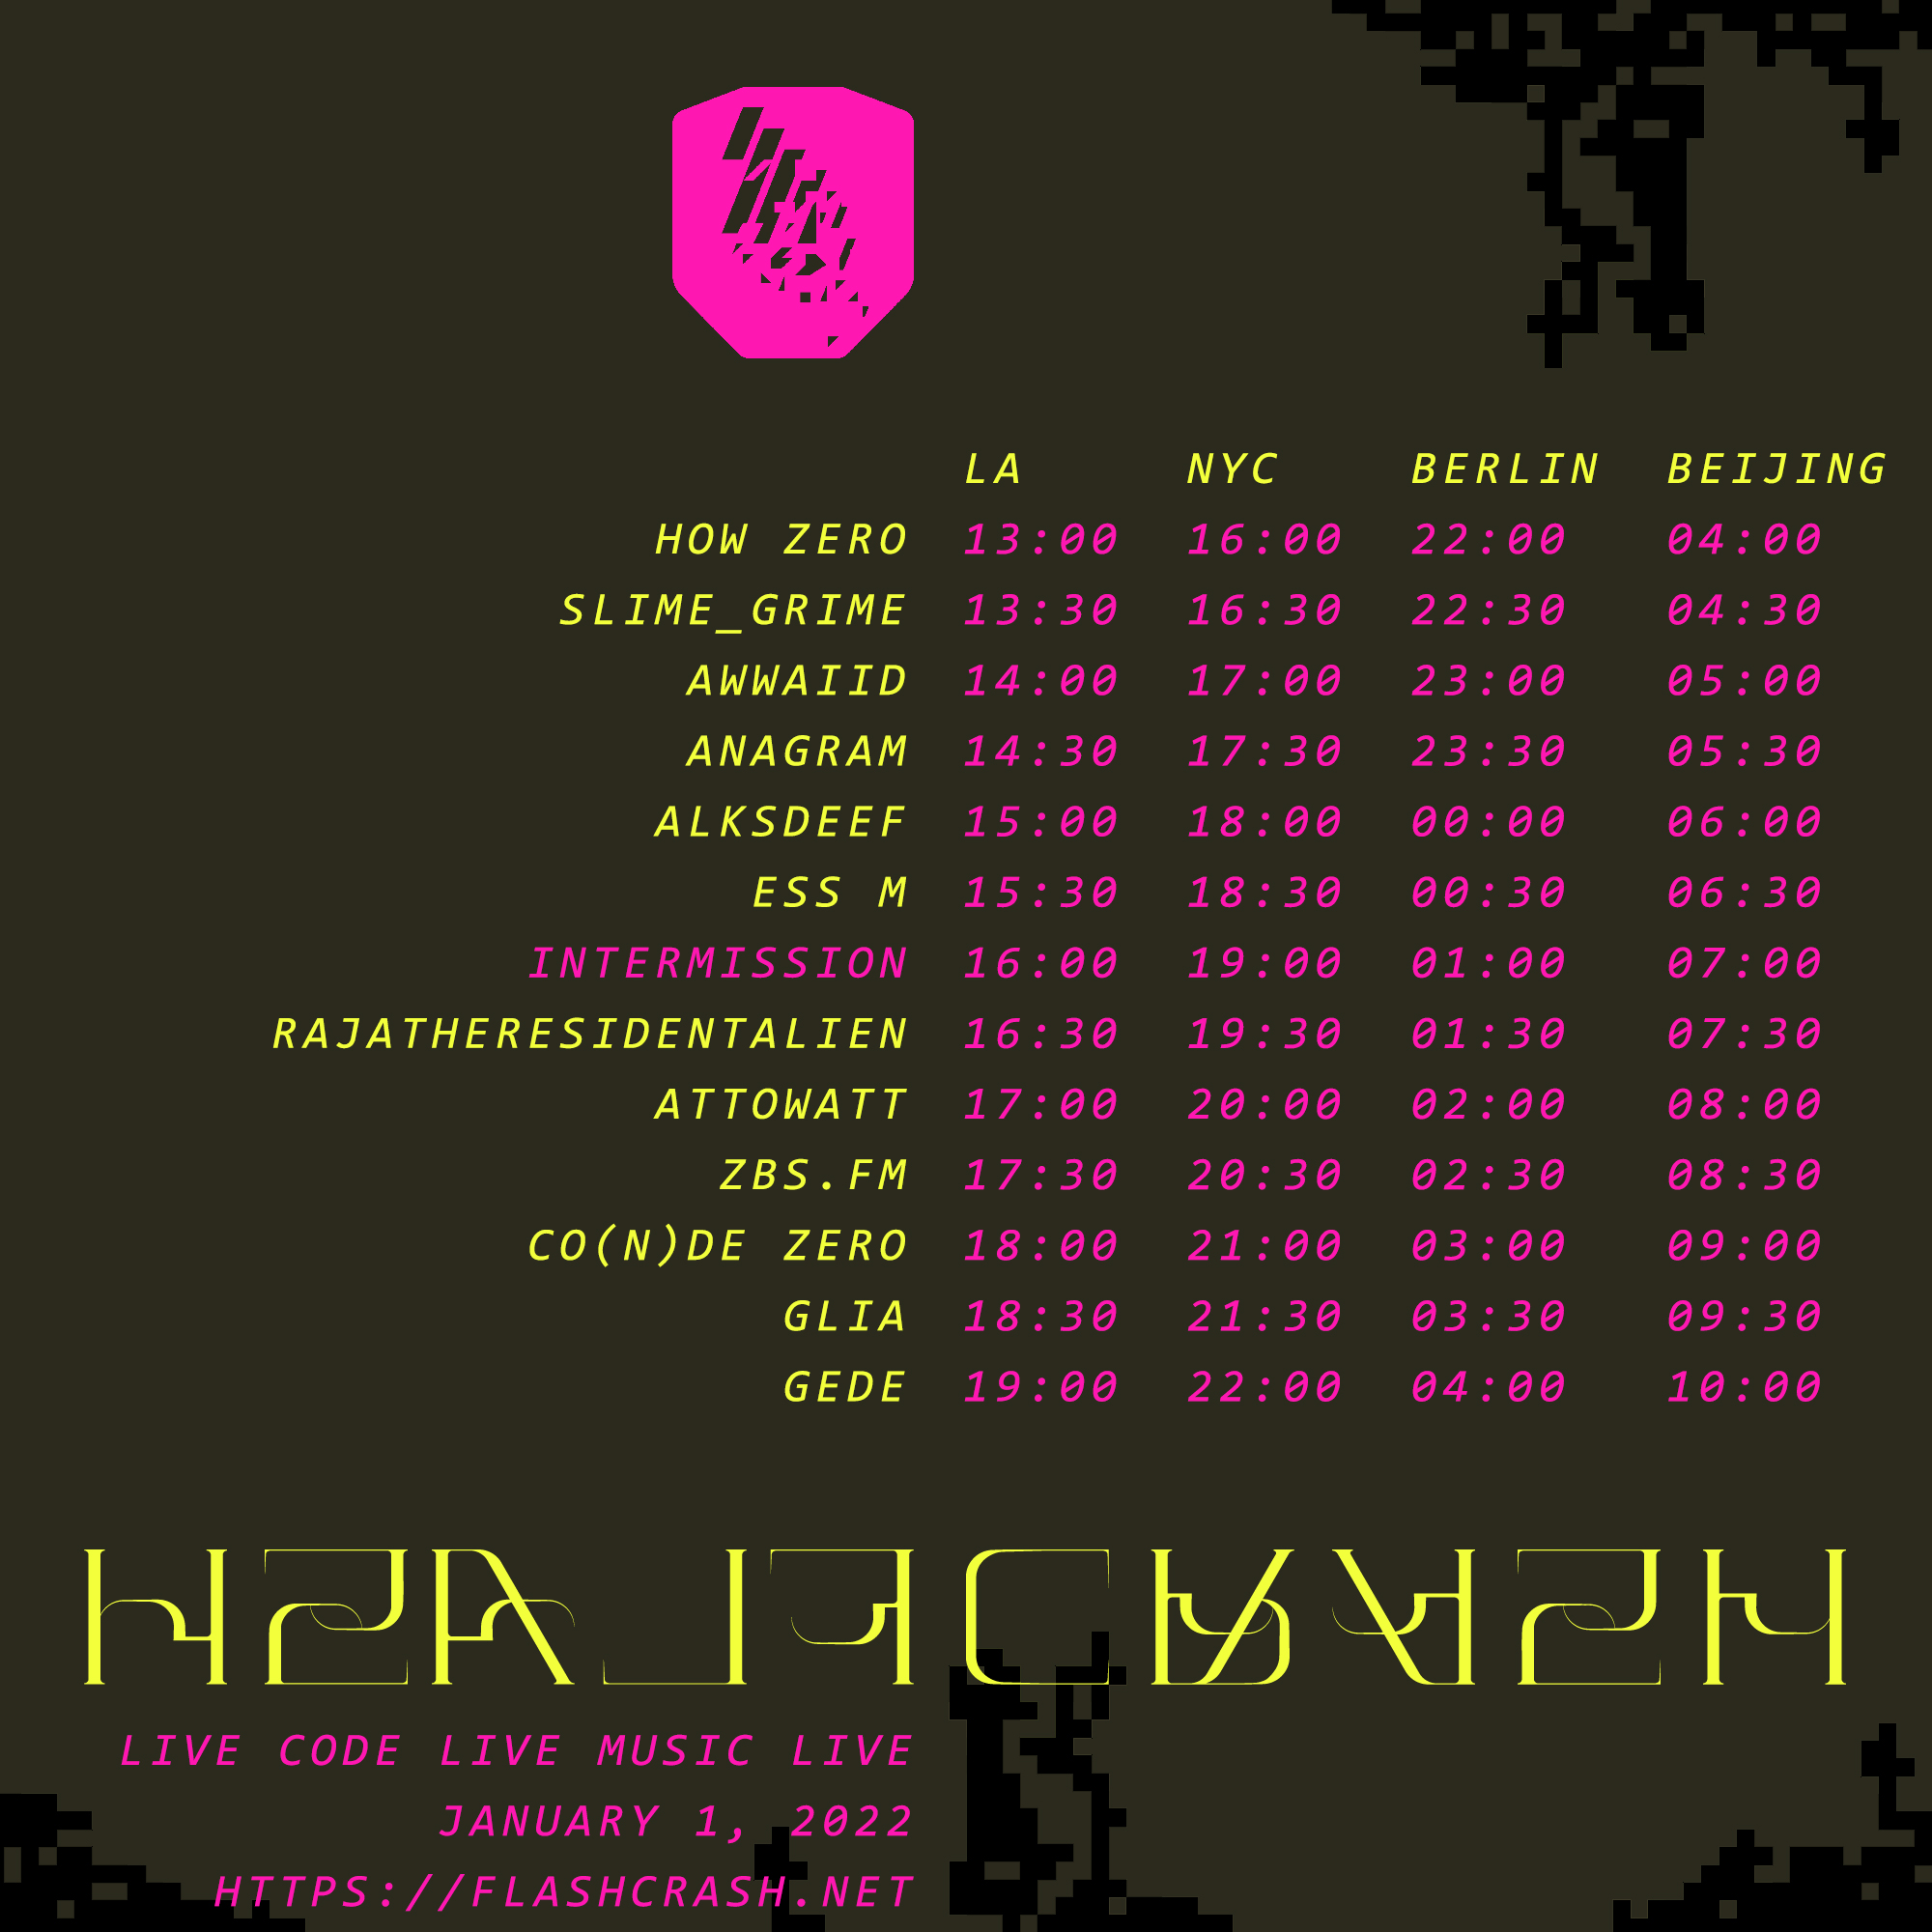 LA NYC BERLIN BEIJING
HOW ZERO 13:00 16:00 22:00 04:00
SLIME_GRIME 13:30 16:30 22:30 04:30
AWWAIID 14:00 17:00 23:00 05:00
ANAGRAM 14:30 17:30 23:30 05:30
ALKSDEEF 15:00 18:00 00:00 06:00
ESS M 15:30 18:30 00:30 06:30
INTERMISSION 16:00 19:00 01:00 07:00
RAJATHERESIDENTALIEN 16:30 19:30 01:30 07:30
ATTOWATT 17:00 20:00 02:00 08:00
ZBS.FM 17:30 20:30 02:30 08:30
CO(N)DE ZERO 18:00 21:00 03:00 09:00
GLIA 18:30 21:30 03:30 09:30
GEDE 19:00 22:00 04:00 10:00
HSALF CRASH
LIVE CODE LIVE MUSIC LIVE
JANUARY 1, 2022
HTTPS://FLASHCRASH.NET